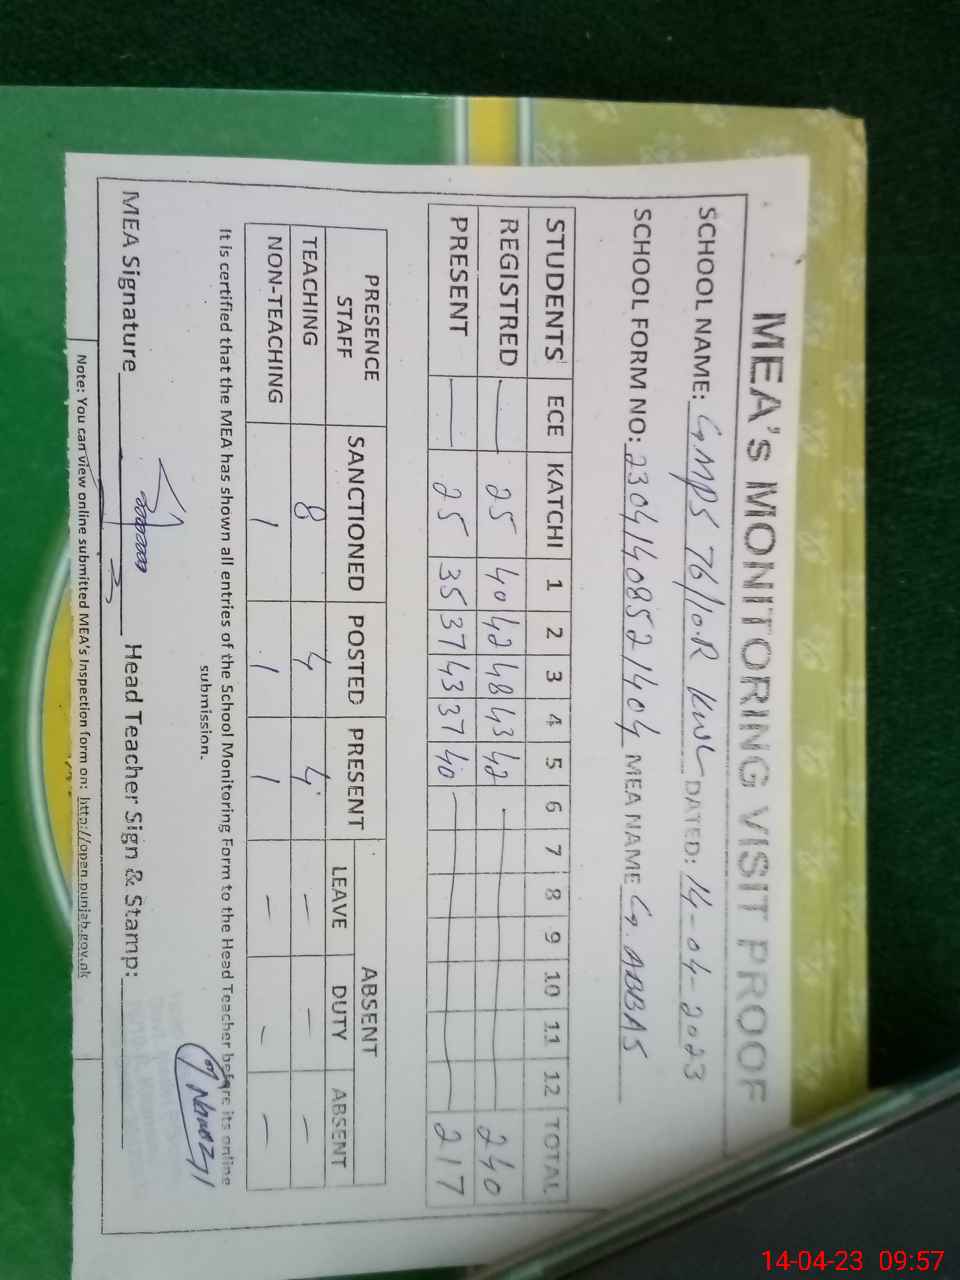 MEA's MONITORING VISIT PROOF
SCHOOL NAME: G.MPS 76/10.R KWL DATED: 14-04-2023
SCHOOL FORM NO: 23041408521404 MEA NAME G. ABBAS
STUDENTS ECE KATCHI 1 2 3 4 5 6 7 8 9 10 11 12 TOTAL
REGISTRED — 25 40 42 48 43 42 — 240
PRESENT — 25 35 37 43 37 40 — 217
PRESENCE STAFF SANCTIONED POSTED PRESENT ABSENT
LEAVE DUTY ABSENT
TEACHING 8 4 4 — — —
NON-TEACHING 1 1 1 — — —
It is certified that the MEA has shown all entries of the School Monitoring Form to the Head Teacher before its online
submission.
MEA Signature Head Teacher Sign & Stamp:
Note: You can view online submitted MEA's Inspection form on: http://open.punjab.gov.pk
14-04-23 09:57